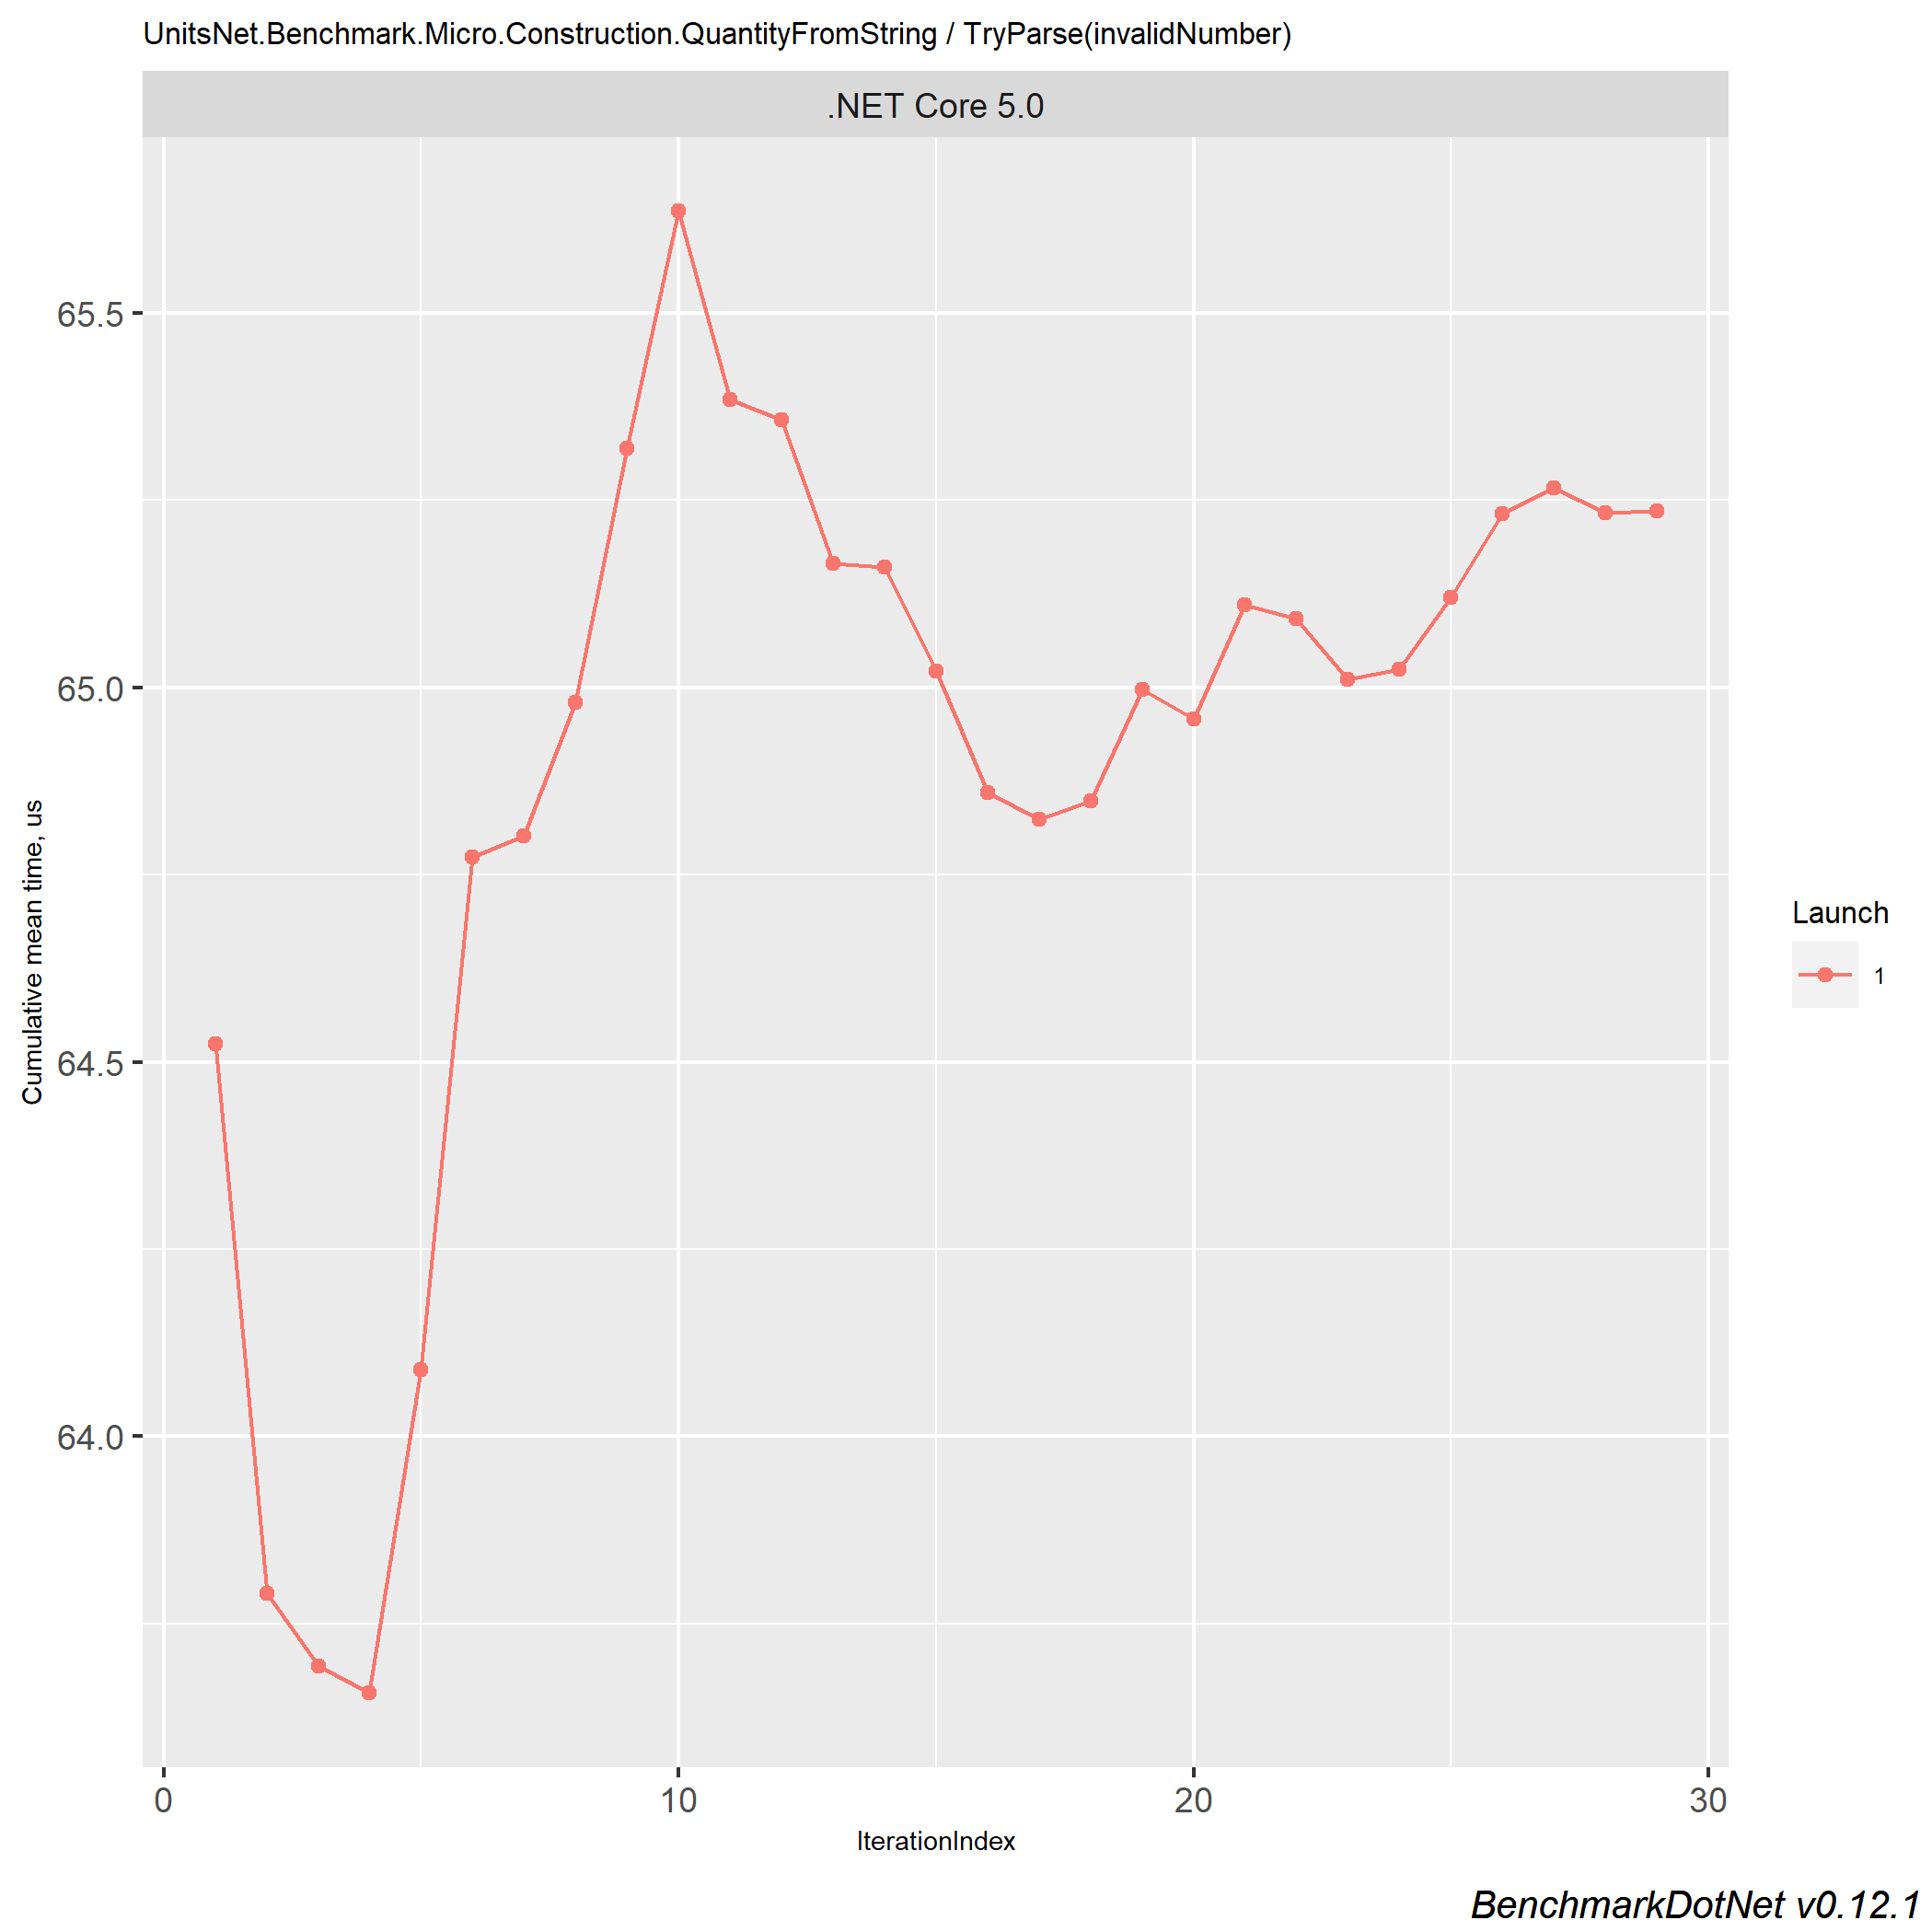 UnitsNet.Benchmark.Micro.Construction.QuantityFromString / TryParse(invalidNumber)
.NET Core 5.0
65.5
65.0
64.5
64.0
Cumulative mean time, us
0 10 20 30
IterationIndex
Launch
1
BenchmarkDotNet v0.12.1